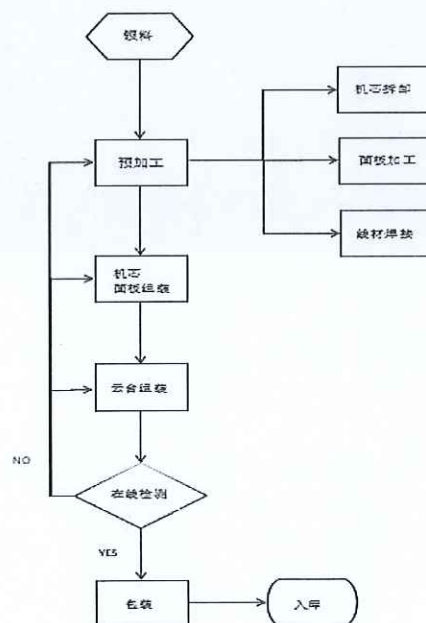 领料
机芯拆卸
预加工
面板加工
线材焊接
机芯
面板组装
云台组装
NO
在线检测
YES
包装
入库